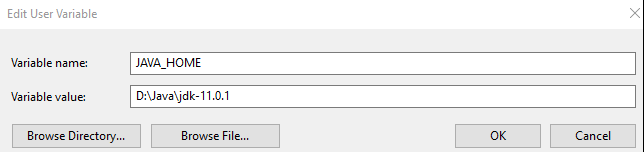 Edit User Variable
Variable name: JAVA_HOME
Variable value: D:\Java\jdk-11.0.1
Browse Directory... Browse File... OK Cancel